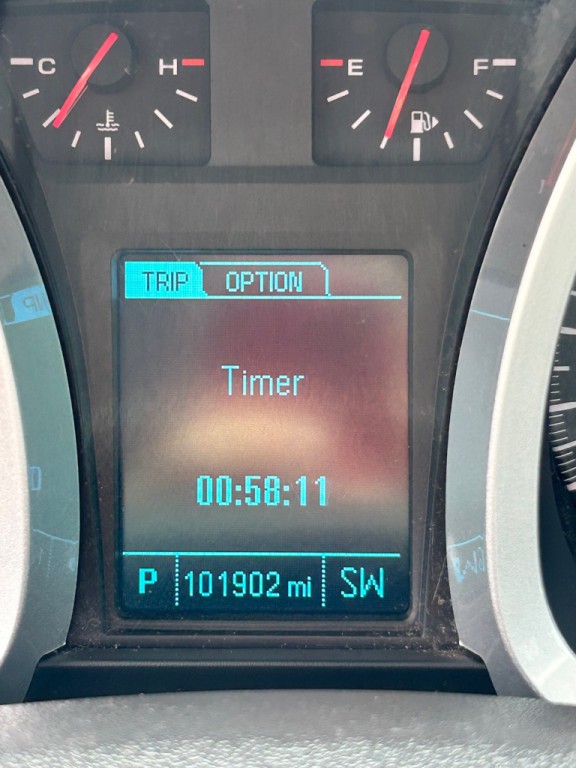 C H E F
TRIP OPTION
Timer
00:58:11
P 101902 mi SW